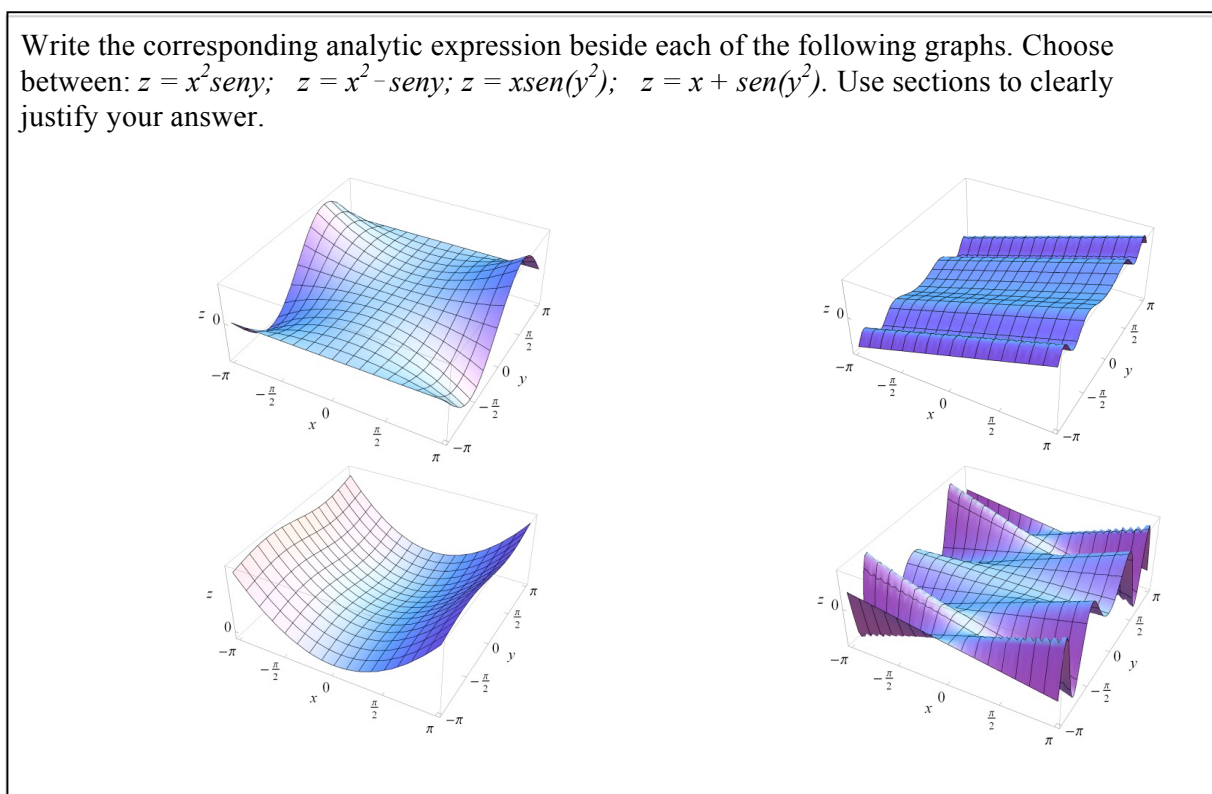 Write the corresponding analytic expression beside each of the following graphs. Choose
between: z = x²seny;   z = x² - seny; z = xsen(y²);   z = x + sen(y²). Use sections to clearly
justify your answer.
z 0
-π
-π/2
0
x
π/2
π
-π
-π/2
0
y
π/2
π
z 0
-π
-π/2
0
x
π/2
π
-π
-π/2
0
y
π/2
π
z
0
-π
-π/2
0
x
π/2
π
-π
-π/2
0
y
π/2
π
z 0
-π
-π/2
0
x
π/2
π
-π
-π/2
0
y
π/2
π